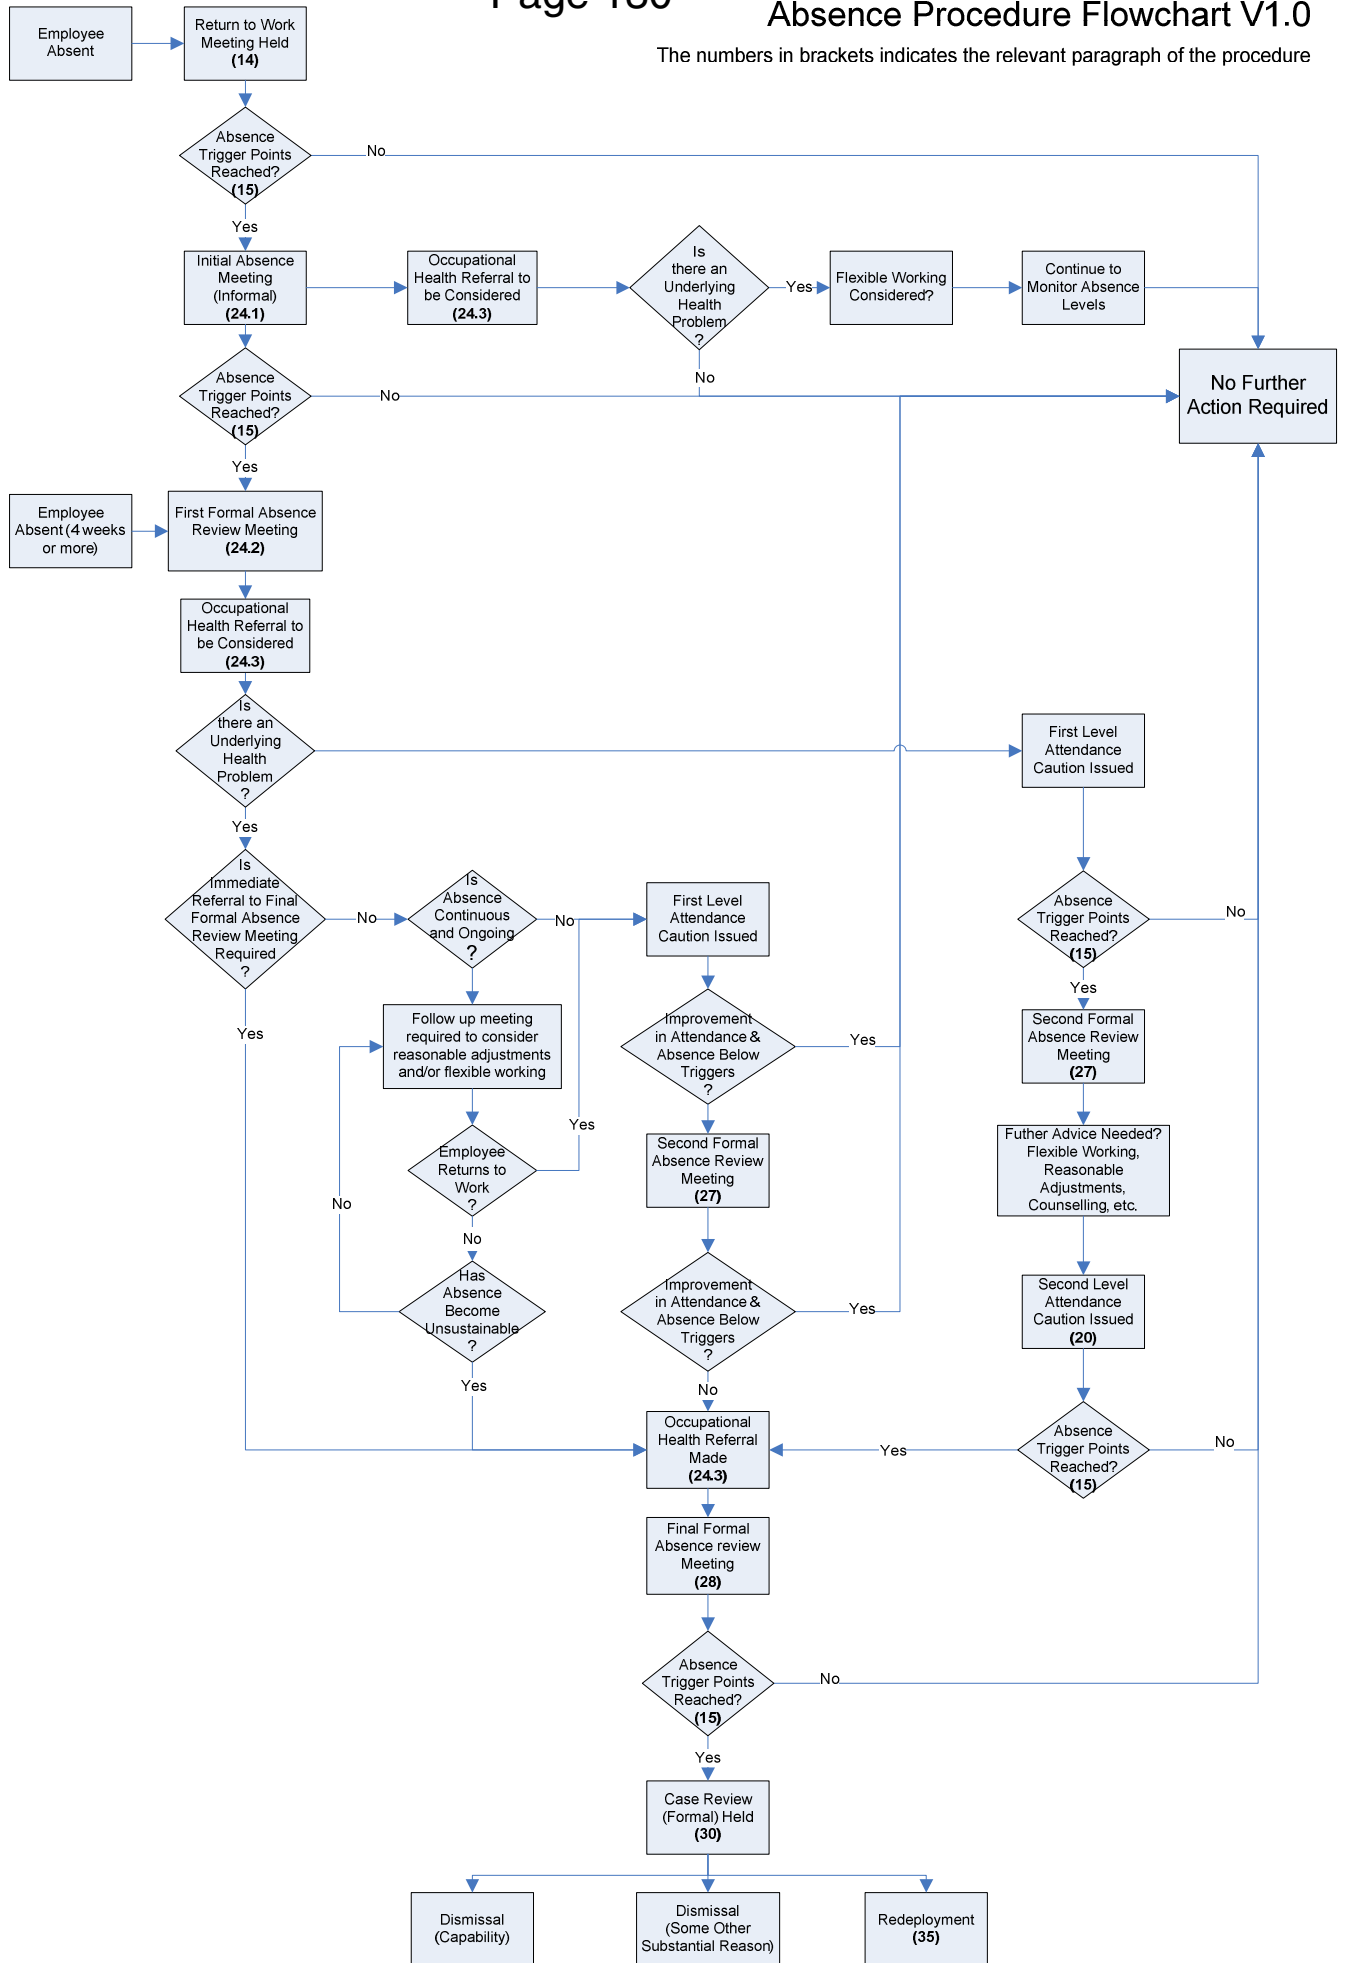 Page 180
Absence Procedure Flowchart V1.0
The numbers in brackets indicates the relevant paragraph of the procedure
Employee
Absent
Return to Work
Meeting Held
(14)
Absence
Trigger Points
Reached?
(15)
No
Yes
Initial Absence
Meeting
(Informal)
(24.1)
Occupational
Health Referral to
be Considered
(24.3)
Is
there an
Underlying
Health
Problem
?
Yes
Flexible Working
Considered?
Continue to
Monitor Absence
Levels
No
No Further
Action Required
Absence
Trigger Points
Reached?
(15)
No
Yes
Employee
Absent (4 weeks
or more)
First Formal Absence
Review Meeting
(24.2)
Occupational
Health Referral to
be Considered
(24.3)
Is
there an
Underlying
Health
Problem
?
Yes
First Level
Attendance
Caution Issued
Is
Immediate
Referral to Final
Formal Absence
Review Meeting
Required
?
No
Yes
Is
Absence
Continuous
and Ongoing
?
No
First Level
Attendance
Caution Issued
Absence
Trigger Points
Reached?
(15)
No
Yes
Follow up meeting
required to consider
reasonable adjustments
and/or flexible working
Improvement
in Attendance &
Absence Below
Triggers
?
Yes
Second Formal
Absence Review
Meeting
(27)
Employee
Returns to
Work
?
Yes
No
No
Second Formal
Absence Review
Meeting
(27)
Futher Advice Needed?
Flexible Working,
Reasonable
Adjustments,
Counselling, etc.
Has
Absence
Become
Unsustainable
?
Yes
Improvement
in Attendance &
Absence Below
Triggers
?
Yes
No
Second Level
Attendance
Caution Issued
(20)
Occupational
Health Referral
Made
(24.3)
Yes
Absence
Trigger Points
Reached?
(15)
No
Final Formal
Absence review
Meeting
(28)
Absence
Trigger Points
Reached?
(15)
No
Yes
Case Review
(Formal) Held
(30)
Dismissal
(Capability)
Dismissal
(Some Other
Substantial Reason)
Redeployment
(35)